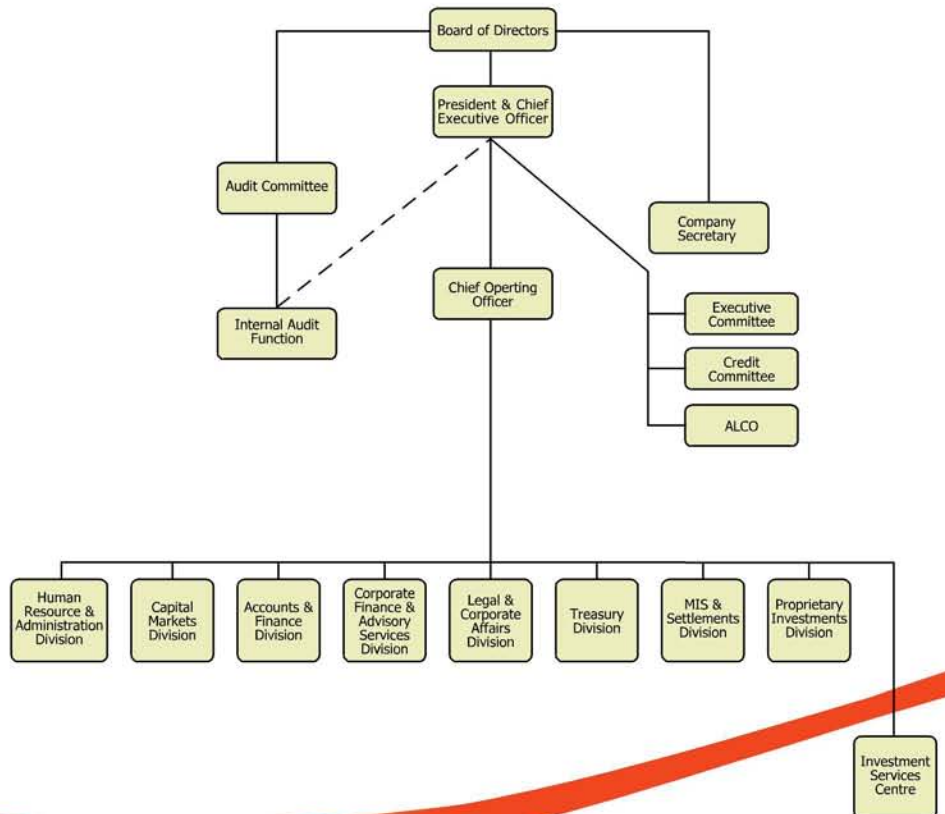 Board of Directors
President & Chief
Executive Officer
Audit Committee
Company
Secretary
Chief Operting
Officer
Internal Audit
Function
Executive
Committee
Credit
Committee
ALCO
Human
Resource &
Administration
Division
Capital
Markets
Division
Accounts &
Finance
Division
Corporate
Finance &
Advisory
Services
Division
Legal &
Corporate
Affairs
Division
Treasury
Division
MIS &
Settlements
Division
Proprietary
Investments
Division
Investment
Services
Centre